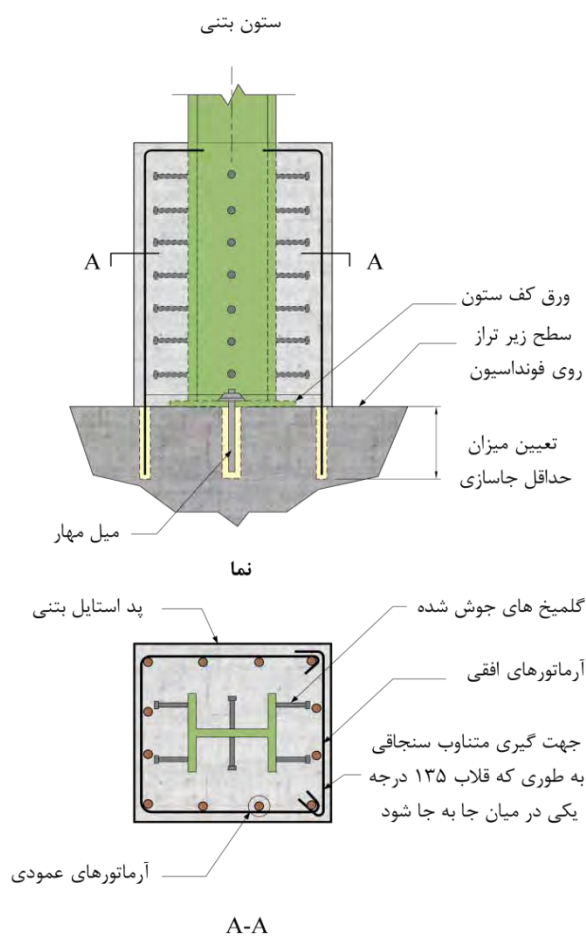 ستون بتنی
A
A
ورق کف ستون
سطح زیر تراز
روی فونداسیون
تعیین میزان
حداقل جاسازی
میل مهار
نما
پد استایل بتنی
گلمیخ های جوش شده
آرماتورهای افقی
جهت گیری متناوب سنجاقی
به طوری که قلاب ۱۳۵ درجه
یکی در میان جا به جا شود
آرماتورهای عمودی
A-A